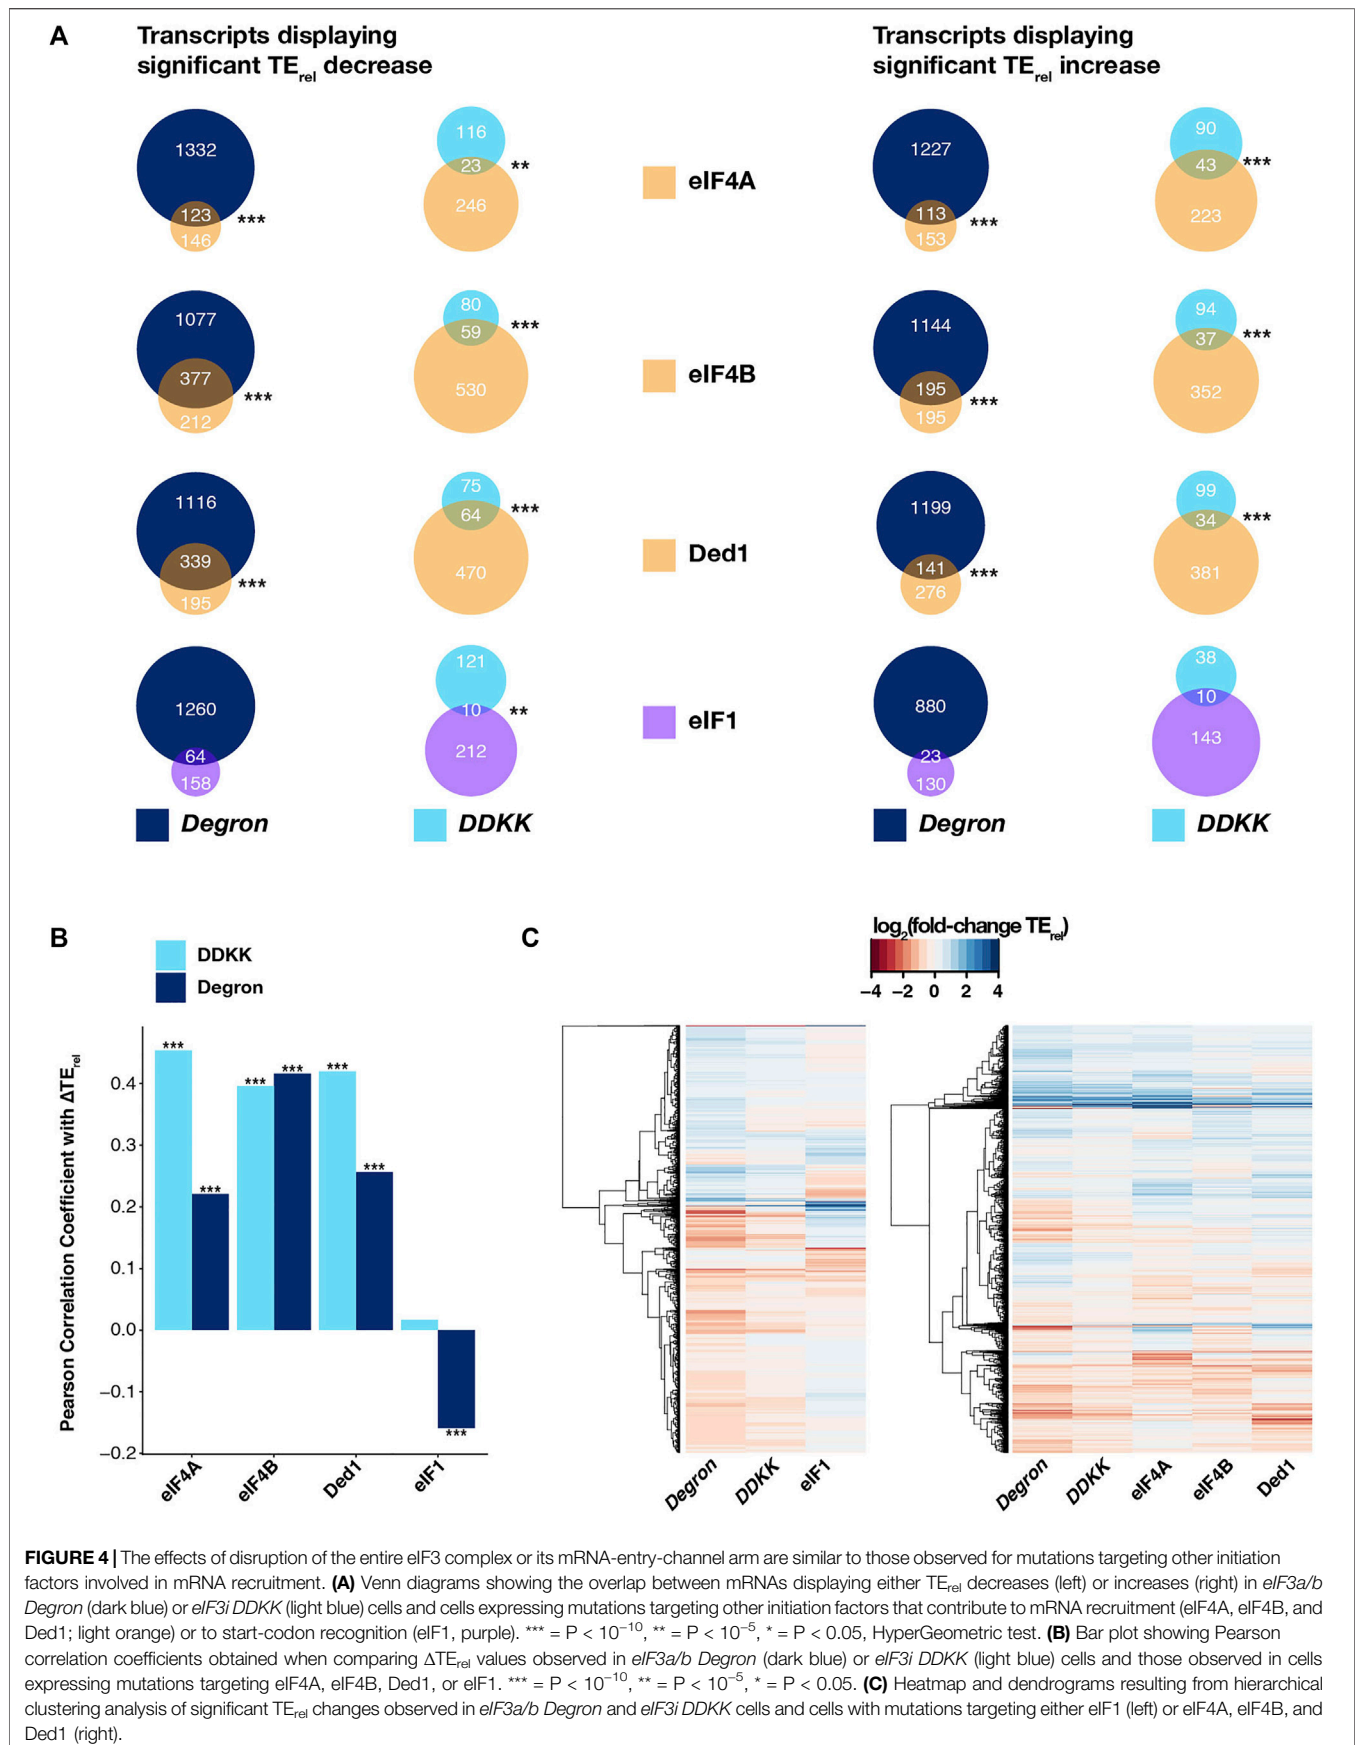 A
Transcripts displaying
significant TErel decrease
Transcripts displaying
significant TErel increase
1332
123
146
***
116
23
246
**
eIF4A
1227
113
153
***
90
43
223
***
1077
377
212
***
80
59
530
***
eIF4B
1144
195
195
***
94
37
352
***
1116
339
195
***
75
64
470
***
Ded1
1199
141
276
***
99
34
381
***
1260
64
158
121
10
212
**
eIF1
880
23
130
38
10
143
Degron
DDKK
Degron
DDKK
B
DDKK
Degron
Pearson Correlation Coefficient with ΔTErel
0.4
0.3
0.2
0.1
0.0
−0.1
−0.2
***
***
***
***
***
***
***
eIF4A
eIF4B
Ded1
eIF1
C
log2(fold-change TErel)
−4 −2 0 2 4
Degron
DDKK
eIF1
Degron
DDKK
eIF4A
eIF4B
Ded1
FIGURE 4 | The effects of disruption of the entire eIF3 complex or its mRNA-entry-channel arm are similar to those observed for mutations targeting other initiation
factors involved in mRNA recruitment. (A) Venn diagrams showing the overlap between mRNAs displaying either TErel decreases (left) or increases (right) in eIF3a/b
Degron (dark blue) or eIF3i DDKK (light blue) cells and cells expressing mutations targeting other initiation factors that contribute to mRNA recruitment (eIF4A, eIF4B, and
Ded1; light orange) or to start-codon recognition (eIF1, purple). *** = P < 10−10, ** = P < 10−5, * = P < 0.05, HyperGeometric test. (B) Bar plot showing Pearson
correlation coefficients obtained when comparing ΔTErel values observed in eIF3a/b Degron (dark blue) or eIF3i DDKK (light blue) cells and those observed in cells
expressing mutations targeting eIF4A, eIF4B, Ded1, or eIF1. *** = P < 10−10, ** = P < 10−5, * = P < 0.05. (C) Heatmap and dendrograms resulting from hierarchical
clustering analysis of significant TErel changes observed in eIF3a/b Degron and eIF3i DDKK cells and cells with mutations targeting either eIF1 (left) or eIF4A, eIF4B, and
Ded1 (right).